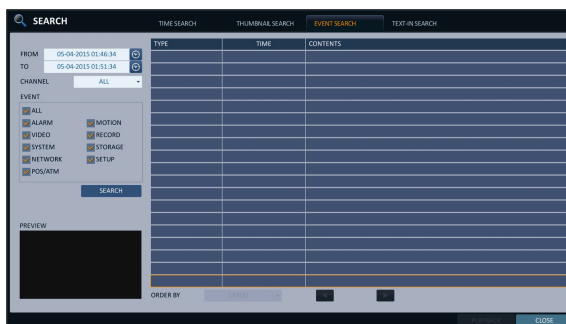 SEARCH
TIME SEARCH
THUMBNAIL SEARCH
EVENT SEARCH
TEXT-IN SEARCH
FROM 05-04-2015 01:46:34
TO 05-04-2015 01:51:34
CHANNEL ALL
EVENT
ALL
ALARM MOTION
VIDEO RECORD
SYSTEM STORAGE
NETWORK SETUP
POS/ATM
SEARCH
PREVIEW
TYPE TIME CONTENTS
ORDER BY LATEST < >
PLAYBACK CLOSE